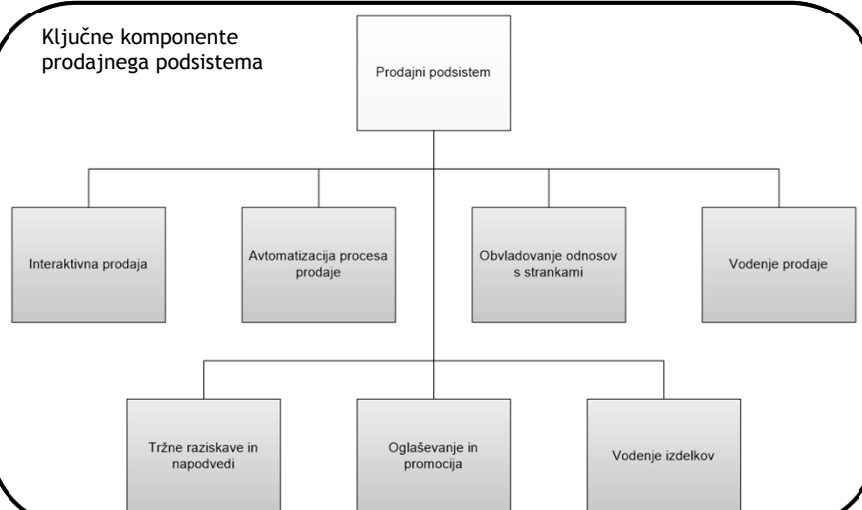 Ključne komponente
prodajnega podsistema
Prodajni podsistem
Interaktivna prodaja
Avtomatizacija procesa
prodaje
Obvladovanje odnosov
s strankami
Vodenje prodaje
Tržne raziskave in
napodvedi
Oglaševanje in
promocija
Vodenje izdelkov